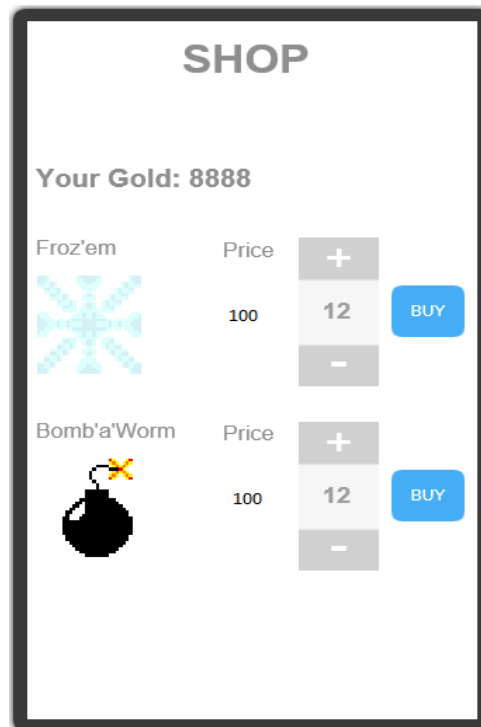 SHOP
Your Gold: 8888
Froz'em
Price
+
100
12
BUY
-
Bomb'a'Worm
Price
+
100
12
BUY
-